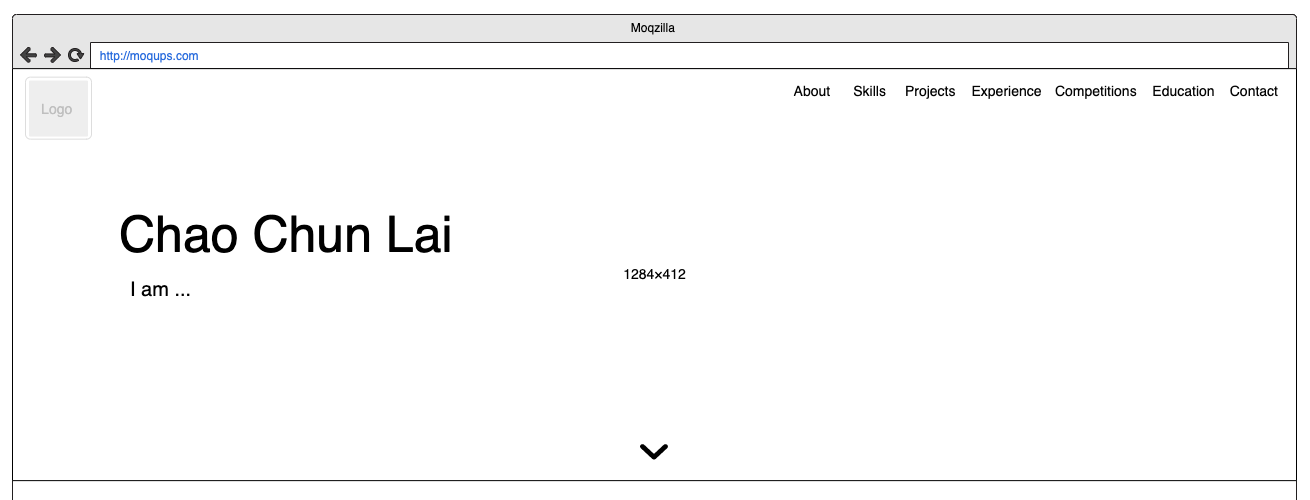 Moqzilla
http://moqups.com
Logo
About Skills Projects Experience Competitions Education Contact
Chao Chun Lai
1284×412
I am ...